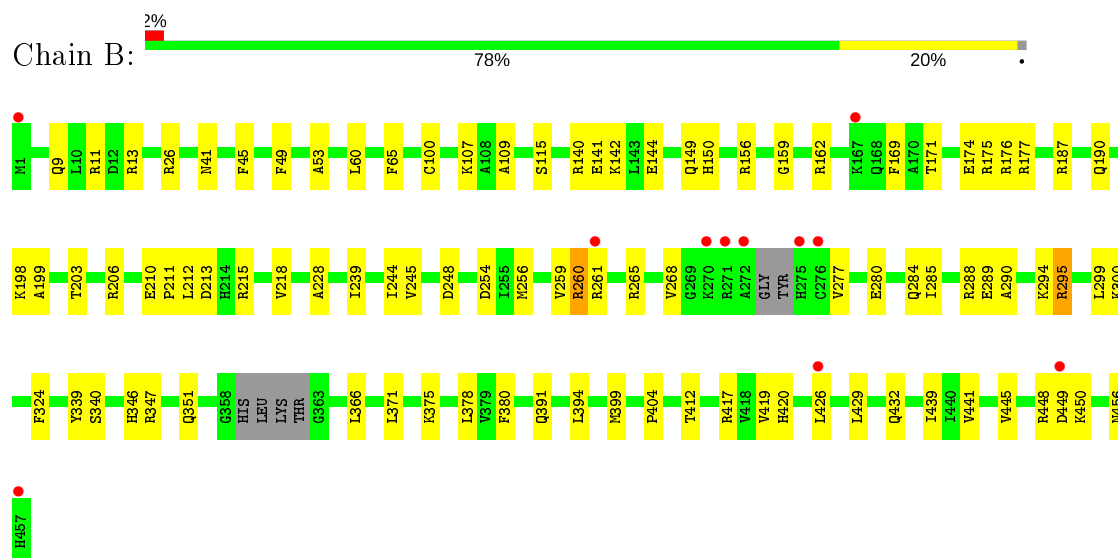 2%
Chain B:
78% 20% •
M1 Q9 L10 R11 D12 R13 R26 N41 F45 F49 A53 L60 F65 C100 K107 A108 A109 S115 R140 E141 K142 L143 E144 Q149 H150 R156 G159 R162 K167 Q168 F169 A170 T171 E174 R175 R176 R177 R187 Q190
K198 A199 T203 R206 E210 P211 L212 D213 H214 R215 V218 A228 I239 I244 V245 D248 D254 I255 M256 V259 R260 R261 R265 V268 G269 K270 R271 A272 GLY TYR H275 C276 V277 E280 Q284 I285 R288 E289 A290 K294 R295 L299
F324 Y339 S340 H346 R347 Q351 G358 HIS LEU LYS THR G363 L366 L371 K375 L378 V379 F380 Q391 L394 M399 P404 T412 R417 V418 V419 H420 L426 L429 Q432 I439 I440 V441 V445 R448 D449 K450 M456
H457